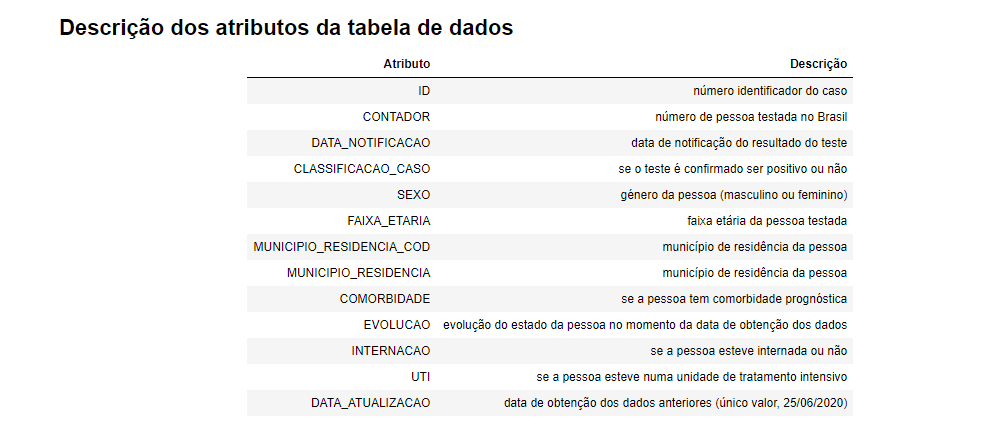 Descrição dos atributos da tabela de dados
Atributo Descrição
ID número identificador do caso
CONTADOR número de pessoa testada no Brasil
DATA_NOTIFICACAO data de notificação do resultado do teste
CLASSIFICACAO_CASO se o teste é confirmado ser positivo ou não
SEXO género da pessoa (masculino ou feminino)
FAIXA_ETARIA faixa etária da pessoa testada
MUNICIPIO_RESIDENCIA_COD município de residência da pessoa
MUNICIPIO_RESIDENCIA município de residência da pessoa
COMORBIDADE se a pessoa tem comorbidade prognóstica
EVOLUCAO evolução do estado da pessoa no momento da data de obtenção dos dados
INTERNACAO se a pessoa esteve internada ou não
UTI se a pessoa esteve numa unidade de tratamento intensivo
DATA_ATUALIZACAO data de obtenção dos dados anteriores (único valor, 25/06/2020)